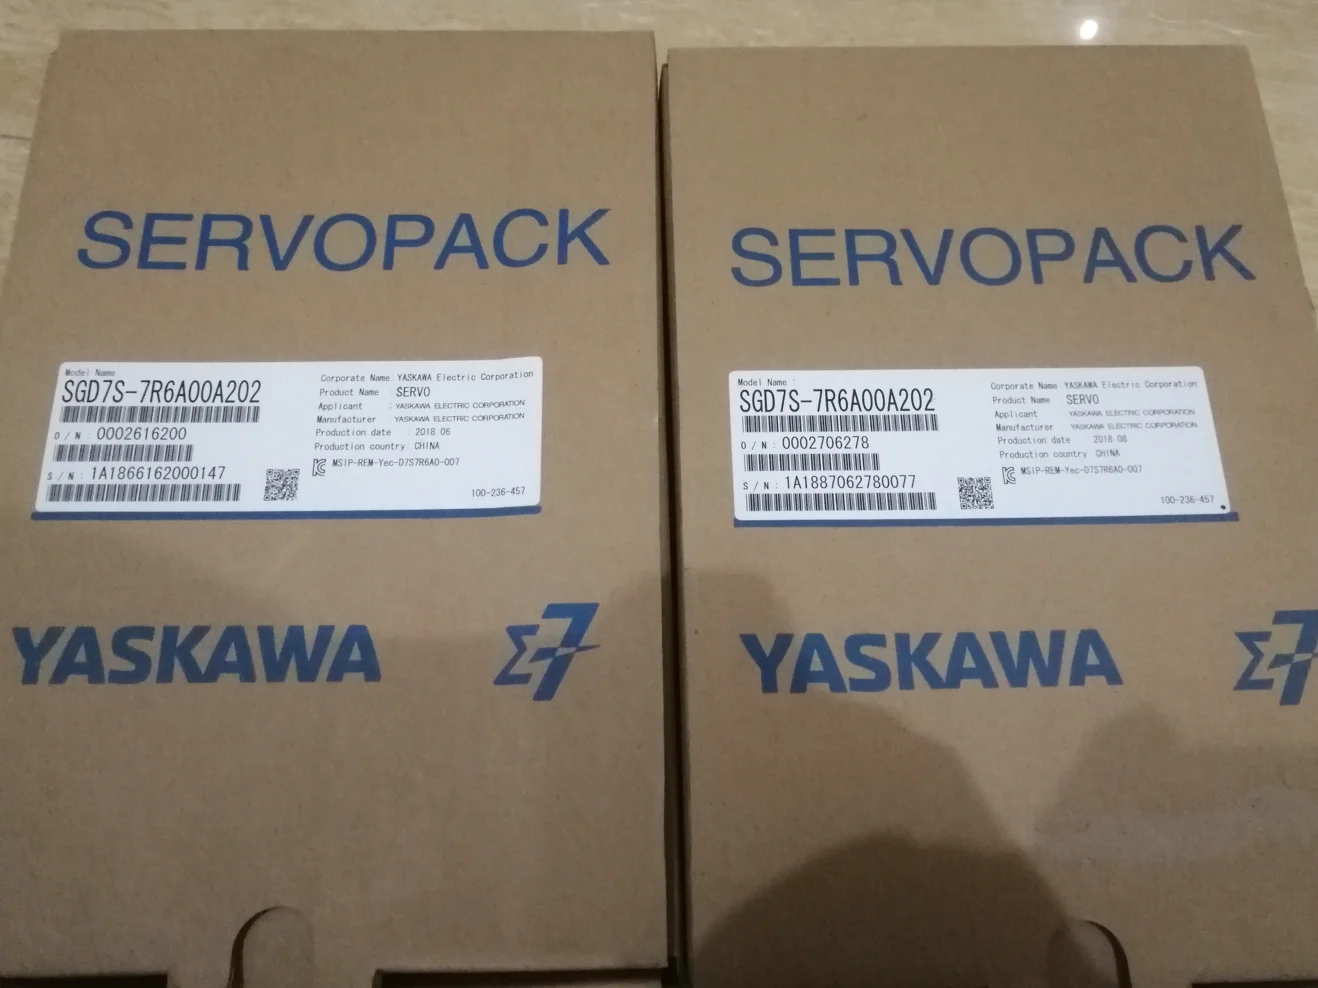 SERVOPACK
Model Name
SGD7S-7R6A00A202
O/N: 0002616200
S/N: 1A1866162000147
Corporate Name: YASKAWA Electric Corporation
Product Name : SERVO
Applicant : YASKAWA ELECTRIC CORPORATION
Manufacturer : YASKAWA ELECTRIC CORPORATION
Production date : 2018 06
Production country: CHINA
MSIP-REM-Yec-D7S7R6A0-007
100-236-457
YASKAWA
Σ7
SERVOPACK
Model Name :
SGD7S-7R6A00A202
O/N: 0002706278
S/N: 1A1887062780077
Corporate Name YASKAWA Electric Corporation
Product Name : SERVO
Applicant YASKAWA ELECTRIC CORPORATION
Manufacturer YASKAWA ELECTRIC CORPORATION
Production date 2018 08
Production country CHINA
MSIP-REM-Yec-D7S7R6A0-007
100-236-457
YASKAWA
Σ7